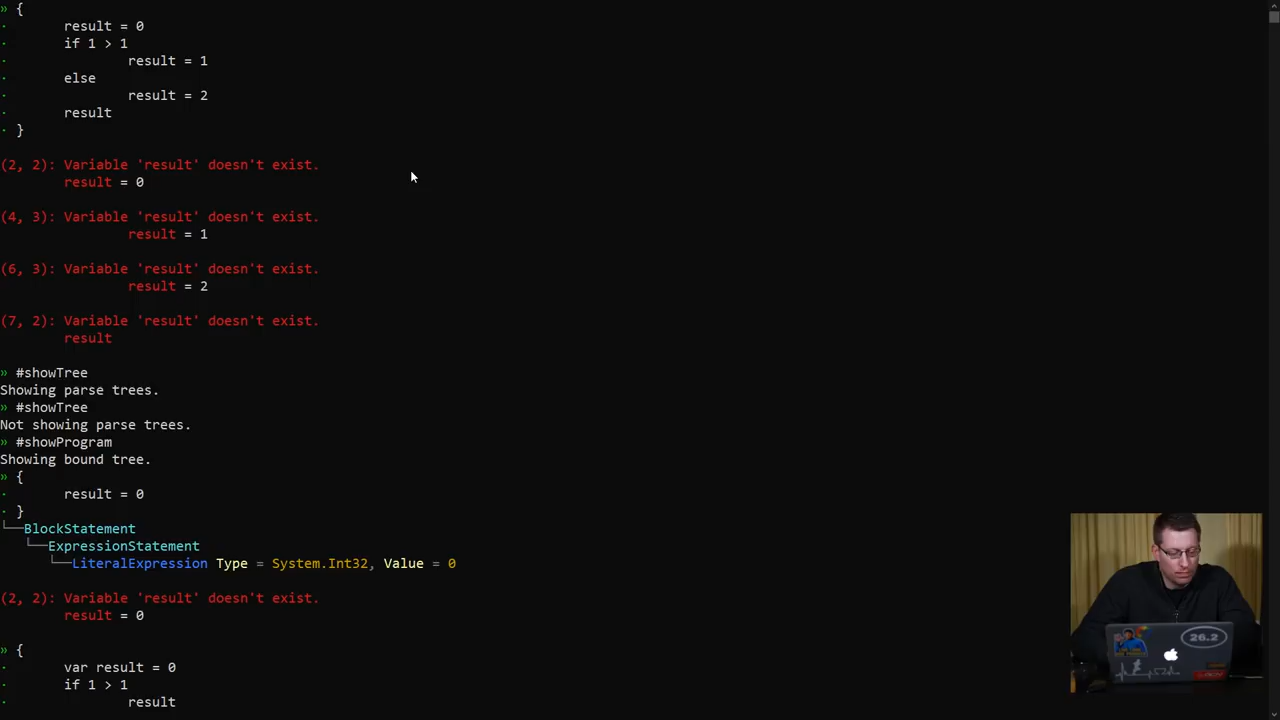 » {
·       result = 0
·       if 1 > 1
·               result = 1
·       else
·               result = 2
·       result
· }
(2, 2): Variable 'result' doesn't exist.
        result = 0
(4, 3): Variable 'result' doesn't exist.
                result = 1
(6, 3): Variable 'result' doesn't exist.
                result = 2
(7, 2): Variable 'result' doesn't exist.
        result
» #showTree
Showing parse trees.
» #showTree
Not showing parse trees.
» #showProgram
Showing bound tree.
» {
·       result = 0
· }
└──BlockStatement
   └──ExpressionStatement
      └──LiteralExpression Type = System.Int32, Value = 0
(2, 2): Variable 'result' doesn't exist.
        result = 0
» {
·       var result = 0
·       if 1 > 1
·               result
26.2